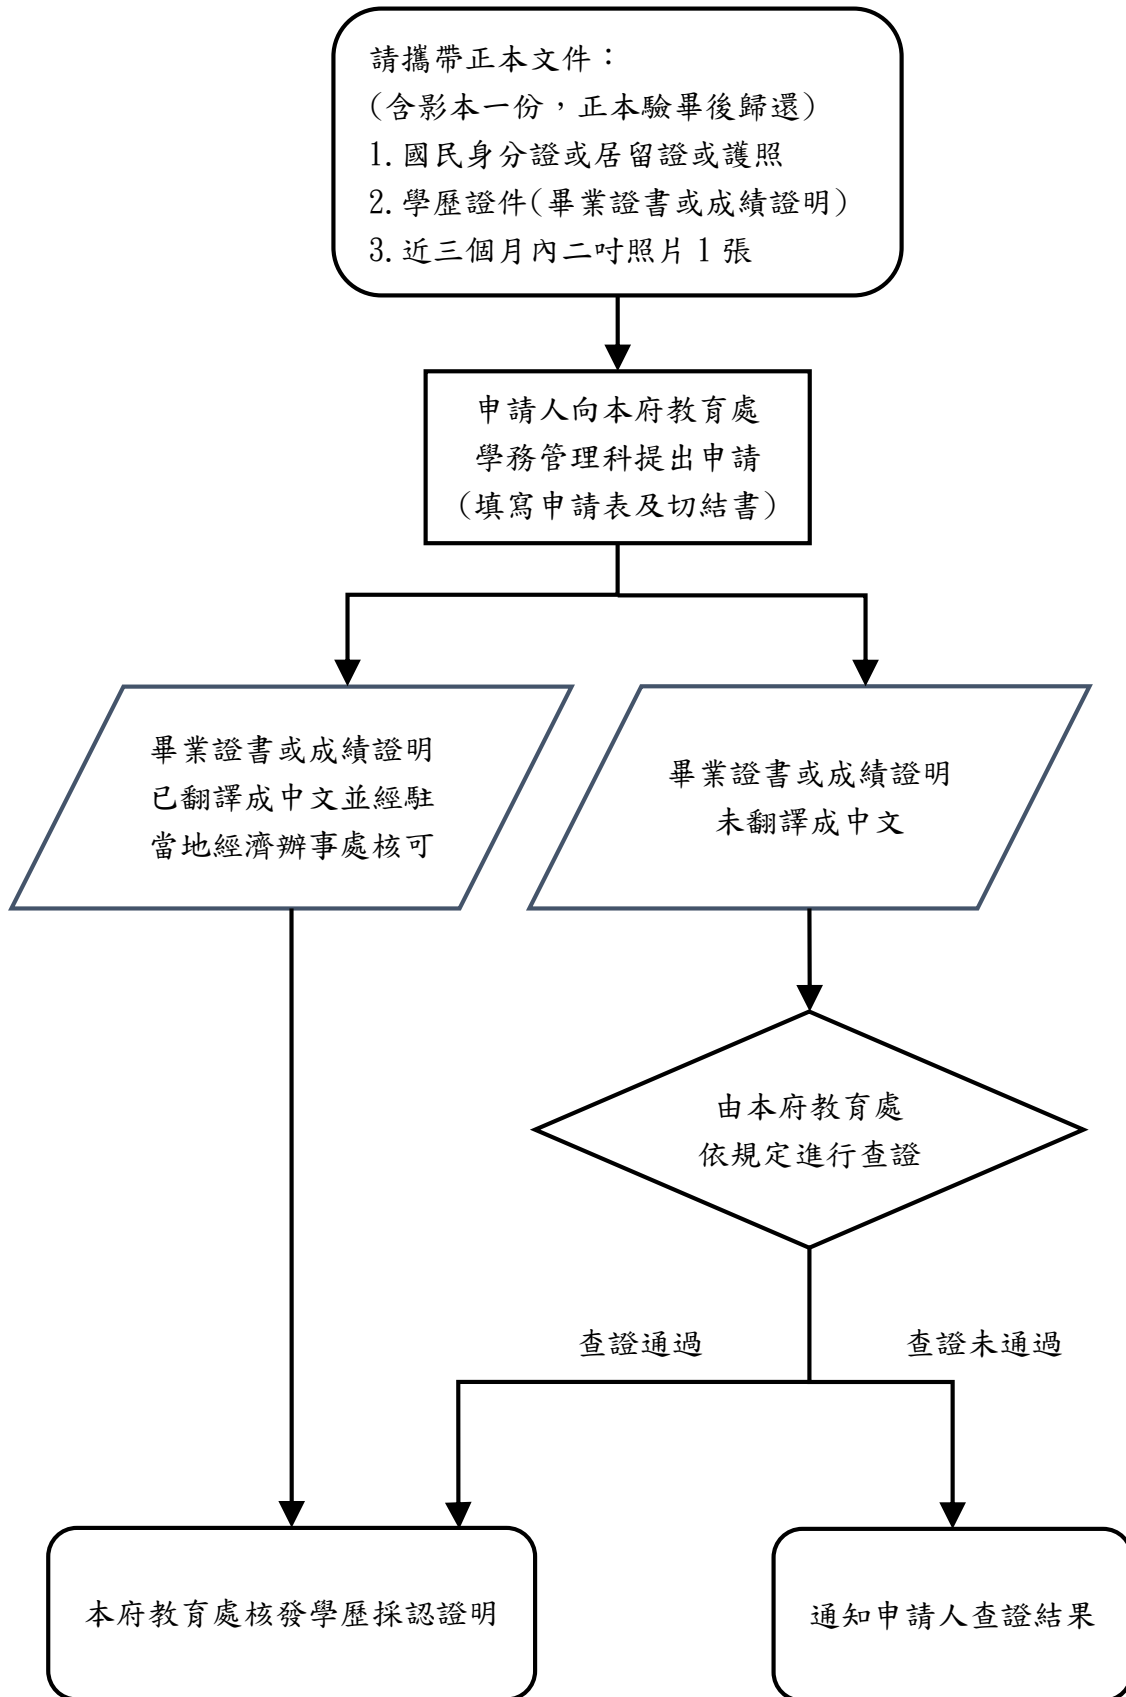 請攜帶正本文件：
(含影本一份，正本驗畢後歸還)
1.國民身分證或居留證或護照
2.學歷證件(畢業證書或成績證明)
3.近三個月內二吋照片 1 張
申請人向本府教育處
學務管理科提出申請
(填寫申請表及切結書)
畢業證書或成績證明
已翻譯成中文並經駐
當地經濟辦事處核可
畢業證書或成績證明
未翻譯成中文
由本府教育處
依規定進行查證
查證通過
查證未通過
本府教育處核發學歷採認證明
通知申請人查證結果